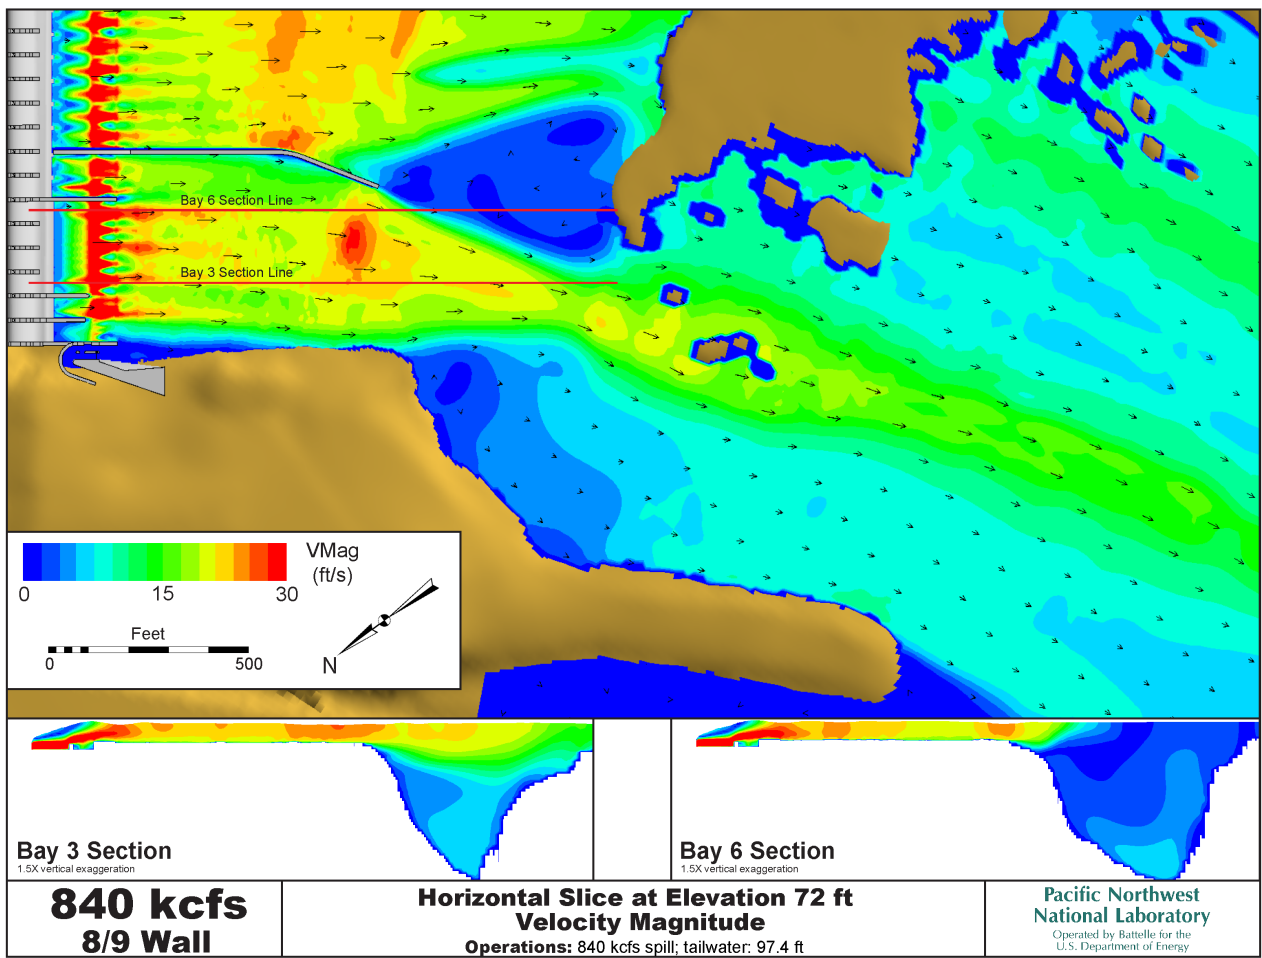 Bay 6 Section Line
Bay 3 Section Line
VMag
(ft/s)
0 15 30
Feet
0 500
N
Bay 3 Section
1.5X vertical exaggeration
Bay 6 Section
1.5X vertical exaggeration
840 kcfs
8/9 Wall
Horizontal Slice at Elevation 72 ft
Velocity Magnitude
Operations: 840 kcfs spill; tailwater: 97.4 ft
Pacific Northwest
National Laboratory
Operated by Battelle for the
U.S. Department of Energy